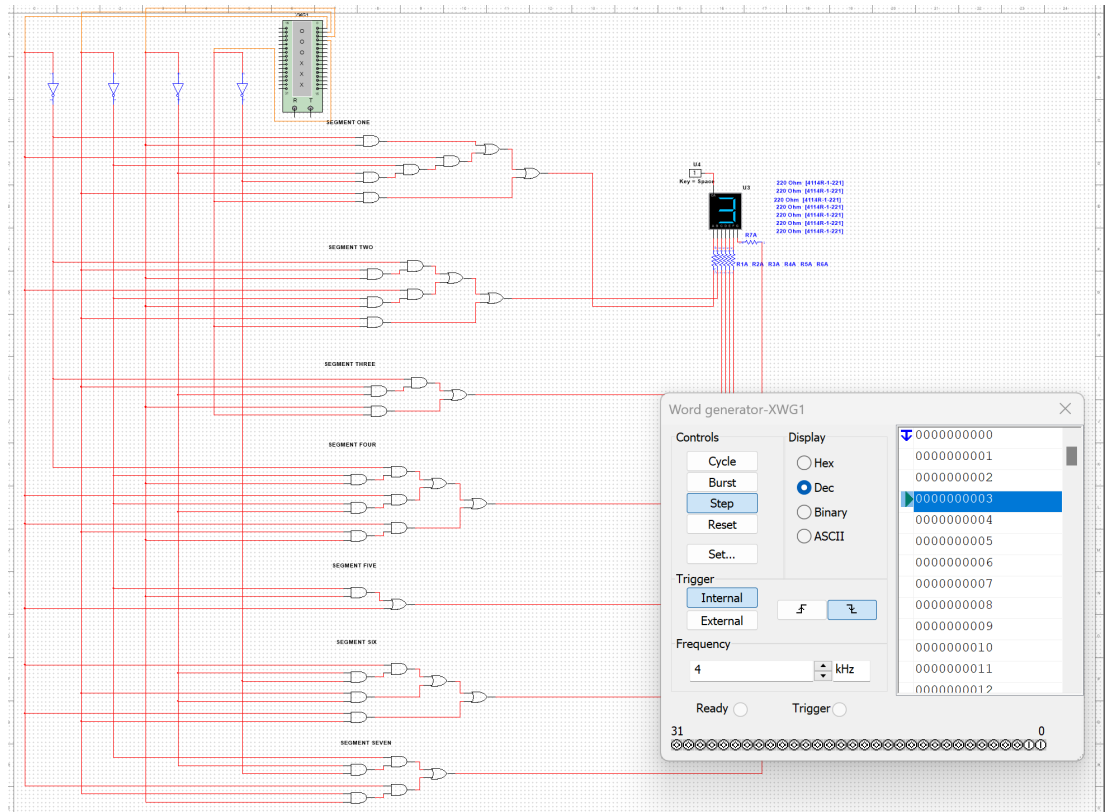 XWG1
O
O
O
X
X
X
R T
SEGMENT ONE
SEGMENT TWO
SEGMENT THREE
SEGMENT FOUR
SEGMENT FIVE
SEGMENT SIX
SEGMENT SEVEN
U4
1
Key = Space
U3
3
220 Ohm [4114R-1-221]
220 Ohm [4114R-1-221]
220 Ohm [4114R-1-221]
220 Ohm [4114R-1-221]
220 Ohm [4114R-1-221]
220 Ohm [4114R-1-221]
220 Ohm [4114R-1-221]
R7A
R1A R2A R3A R4A R5A R6A
Word generator-XWG1
Controls
Cycle
Burst
Step
Reset
Set...
Display
Hex
Dec
Binary
ASCII
Trigger
Internal
External
Frequency
4 kHz
Ready
Trigger
31 0
0000000000
0000000001
0000000002
0000000003
0000000004
0000000005
0000000006
0000000007
0000000008
0000000009
0000000010
0000000011
0000000012